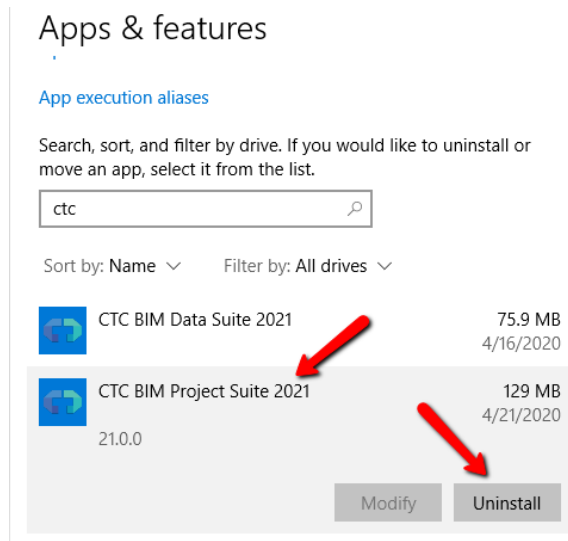 Apps & features
App execution aliases
Search, sort, and filter by drive. If you would like to uninstall or
move an app, select it from the list.
ctc
Sort by: Name Filter by: All drives
CTC BIM Data Suite 2021 75.9 MB
4/16/2020
CTC BIM Project Suite 2021 129 MB
4/21/2020
21.0.0
Modify Uninstall